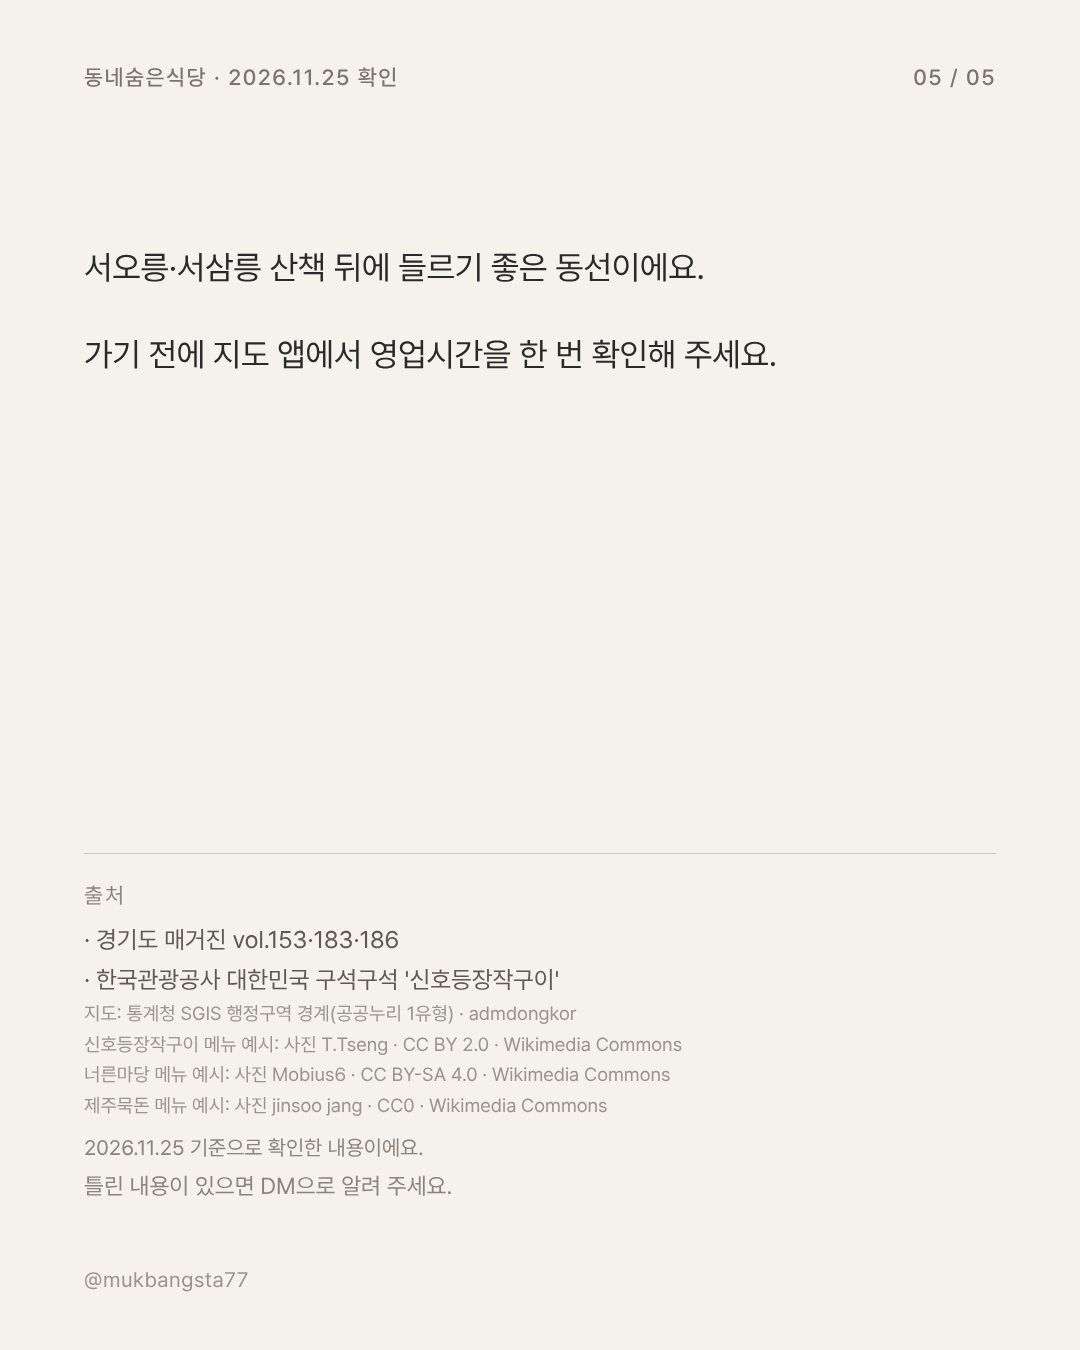 동네숨은식당 · 2026.11.25 확인
05 / 05
서오릉·서삼릉 산책 뒤에 들르기 좋은 동선이에요.
가기 전에 지도 앱에서 영업시간을 한 번 확인해 주세요.
출처
· 경기도 매거진 vol.153·183·186
· 한국관광공사 대한민국 구석구석 '신호등장작구이'
지도: 통계청 SGIS 행정구역 경계(공공누리 1유형) · admdongkor
신호등장작구이 메뉴 예시: 사진 T.Tseng · CC BY 2.0 · Wikimedia Commons
너른마당 메뉴 예시: 사진 Mobius6 · CC BY-SA 4.0 · Wikimedia Commons
제주묵돈 메뉴 예시: 사진 jinsoo jang · CC0 · Wikimedia Commons
2026.11.25 기준으로 확인한 내용이에요.
틀린 내용이 있으면 DM으로 알려 주세요.
@mukbangsta77